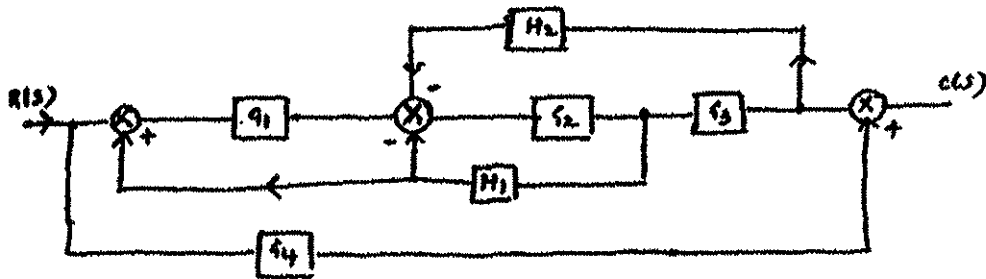 H2
R(S)
C(S)
G1
G2
G3
H1
G4
+
-
-
+
+